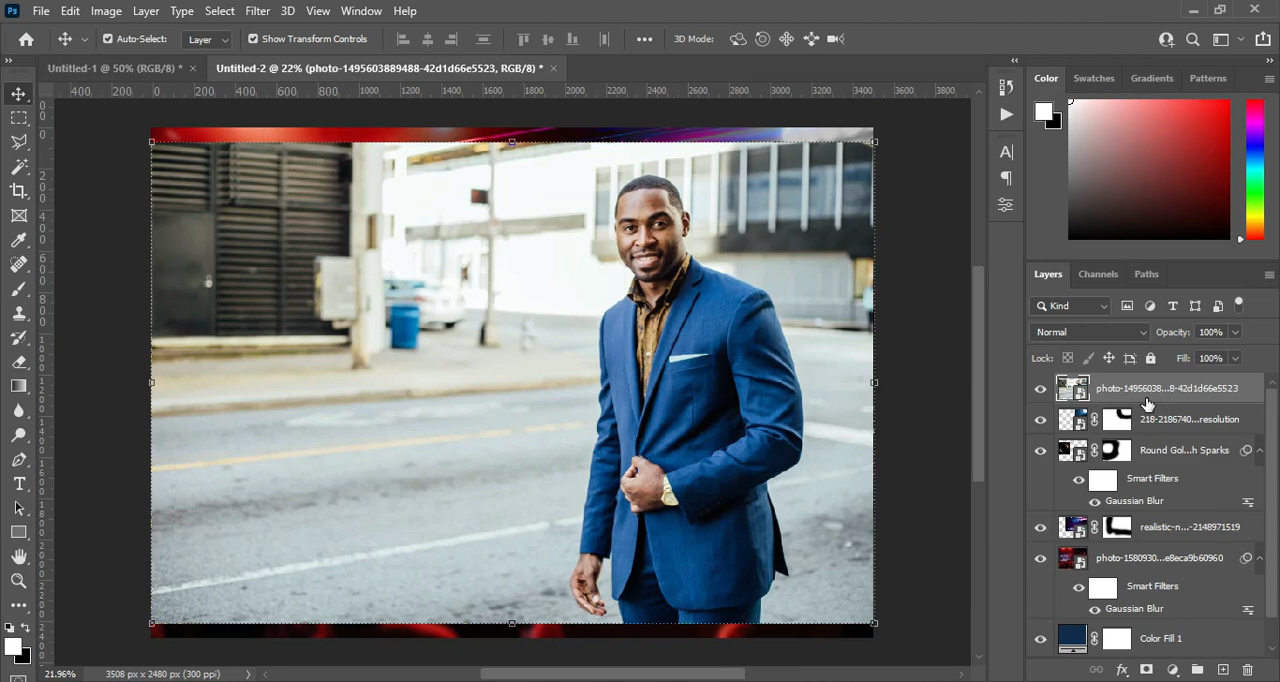 Ps File Edit Image Layer Type Select Filter 3D View Window Help
Auto-Select: Layer Show Transform Controls 3D Mode:
Untitled-1 @ 50% (RGB/8) * Untitled-2 @ 22% (photo-1495603889488-42d1d66e5523, RGB/8) *
400 200 0 200 400 600 800 1000 1200 1400 1600 1800 2000 2200 2400 2600 2800 3000 3200 3400 3600 3800
Color Swatches Gradients Patterns
Layers Channels Paths
Kind
Normal Opacity: 100%
Lock: Fill: 100%
photo-14956038...8-42d1d66e5523
218-2186740...resolution
Round Gol...h Sparks
Smart Filters
Gaussian Blur
realistic-n...-2148971519
photo-1580930...e8eca9b60960
Smart Filters
Gaussian Blur
Color Fill 1
21.96% 3508 px x 2480 px (300 ppi)